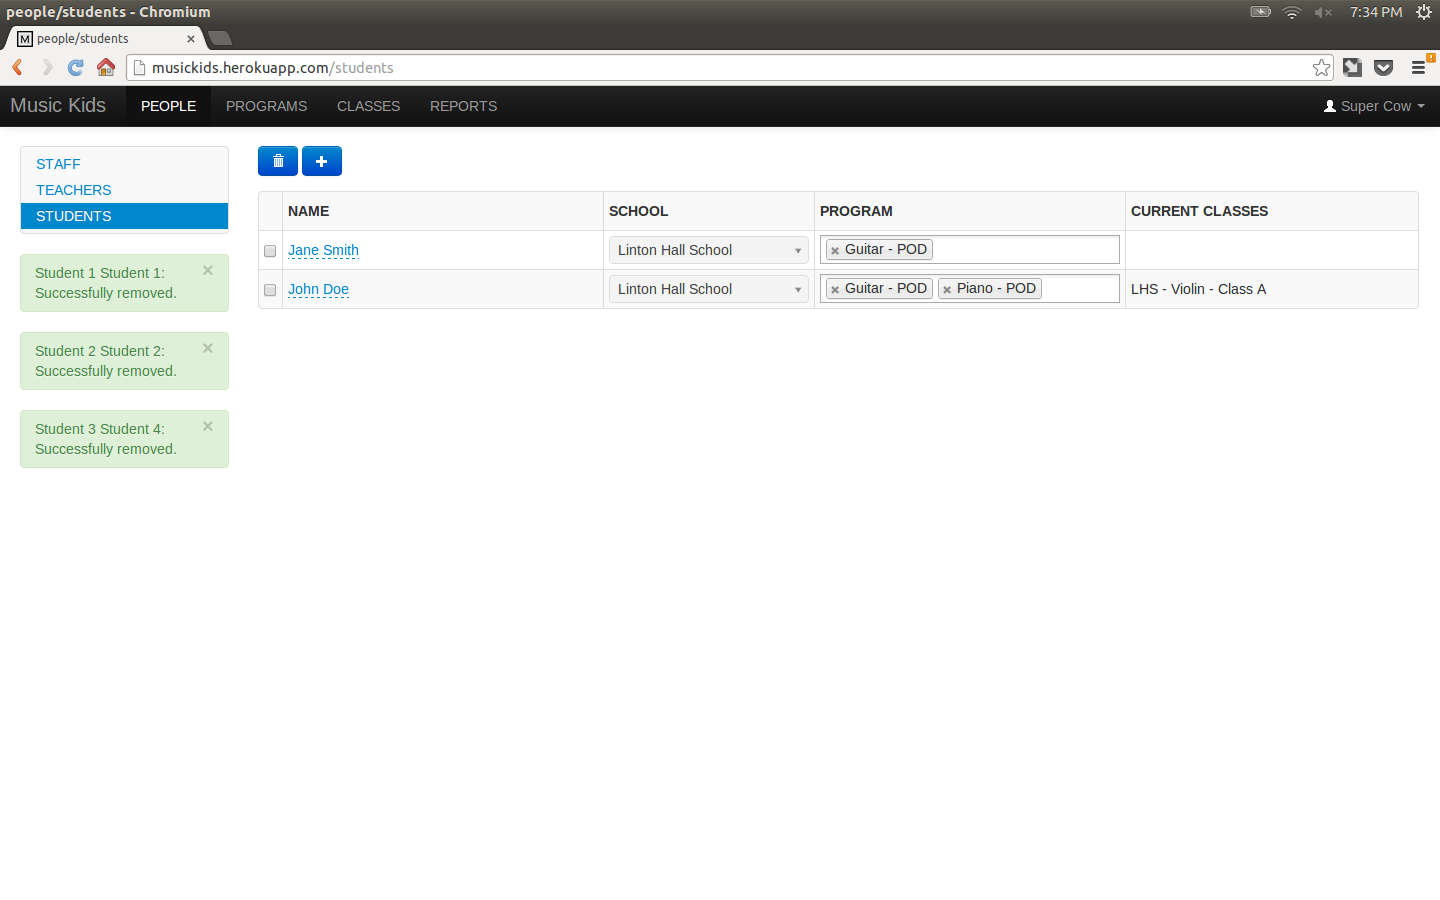 people/students - Chromium
7:34 PM
M people/students
musickids.herokuapp.com/students
Music Kids PEOPLE PROGRAMS CLASSES REPORTS Super Cow
STAFF
TEACHERS
STUDENTS
Student 1 Student 1:
Successfully removed.
Student 2 Student 2:
Successfully removed.
Student 3 Student 4:
Successfully removed.
NAME SCHOOL PROGRAM CURRENT CLASSES
Jane Smith Linton Hall School Guitar - POD
John Doe Linton Hall School Guitar - POD Piano - POD LHS - Violin - Class A